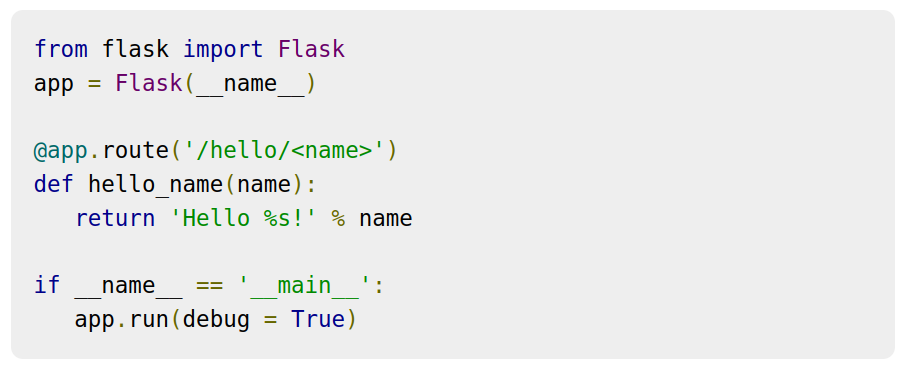 from flask import Flask
app = Flask(__name__)
@app.route('/hello/<name>')
def hello_name(name):
   return 'Hello %s!' % name
if __name__ == '__main__':
   app.run(debug = True)